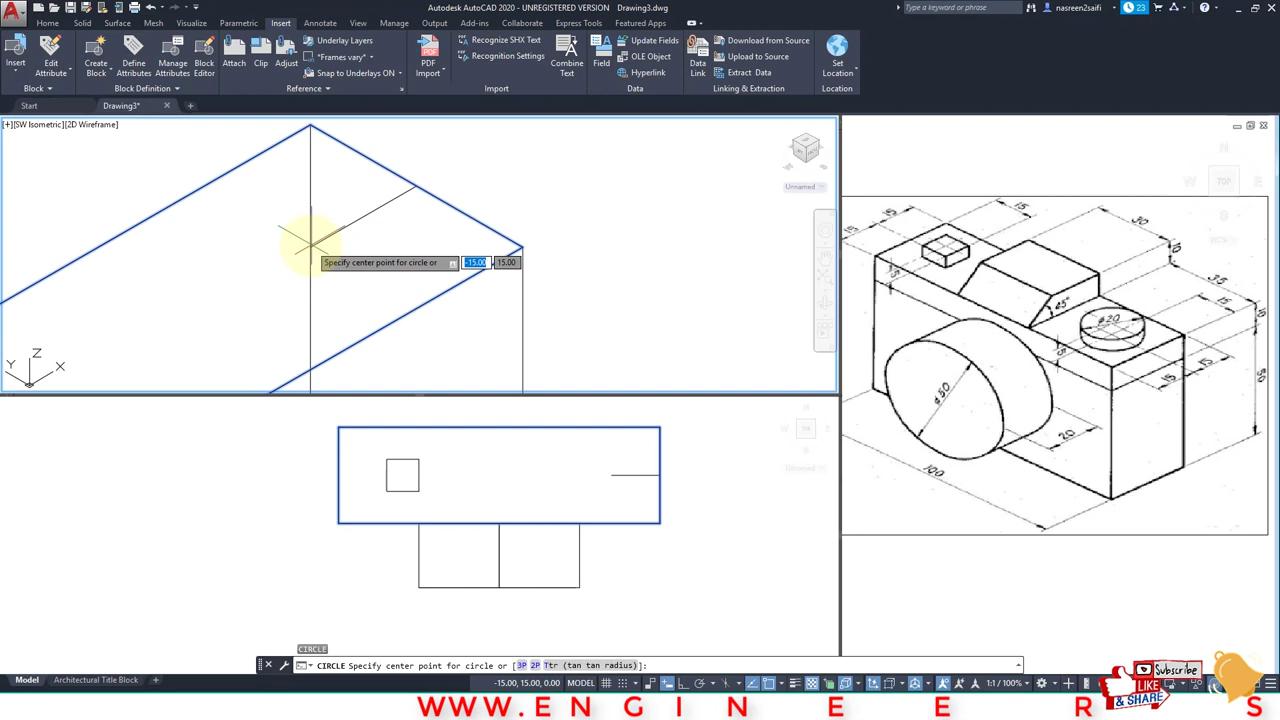 Autodesk AutoCAD 2020 - UNREGISTERED VERSION Drawing3.dwg
Type a keyword or phrase
nasreen2saifi
23
Home Solid Surface Mesh Visualize Parametric Insert Annotate View Manage Output Add-ins Collaborate Express Tools Featured Apps
Insert
Edit Attribute
Create Block
Define Attributes
Manage Attributes
Block Editor
Attach
Clip
Adjust
Underlay Layers
*Frames vary*
Snap to Underlays ON
PDF Import
Recognize SHX Text
Recognition Settings
Combine Text
Field
Update Fields
OLE Object
Hyperlink
Data Link
Download from Source
Upload to Source
Extract Data
Set Location
Block
Block Definition
Reference
Import
Data
Linking & Extraction
Location
Start
Drawing3*
[+][SW Isometric][2D Wireframe]
Unnamed
N
W TOP E
S
15
15
30
10
5
45°
35
15
10
ø20
5
15
15
50
ø50
20
100
Specify center point for circle or -15.00 15.00
Z
Y X
Unnamed
CIRCLE
CIRCLE Specify center point for circle or [3P 2P Ttr (tan tan radius)]:
Model
Architectural Title Block
-15.00, 15.00, 0.00 MODEL
1:1 / 100%
Subscribe
LIKE
& SHARE
WWW.ENGINEERS